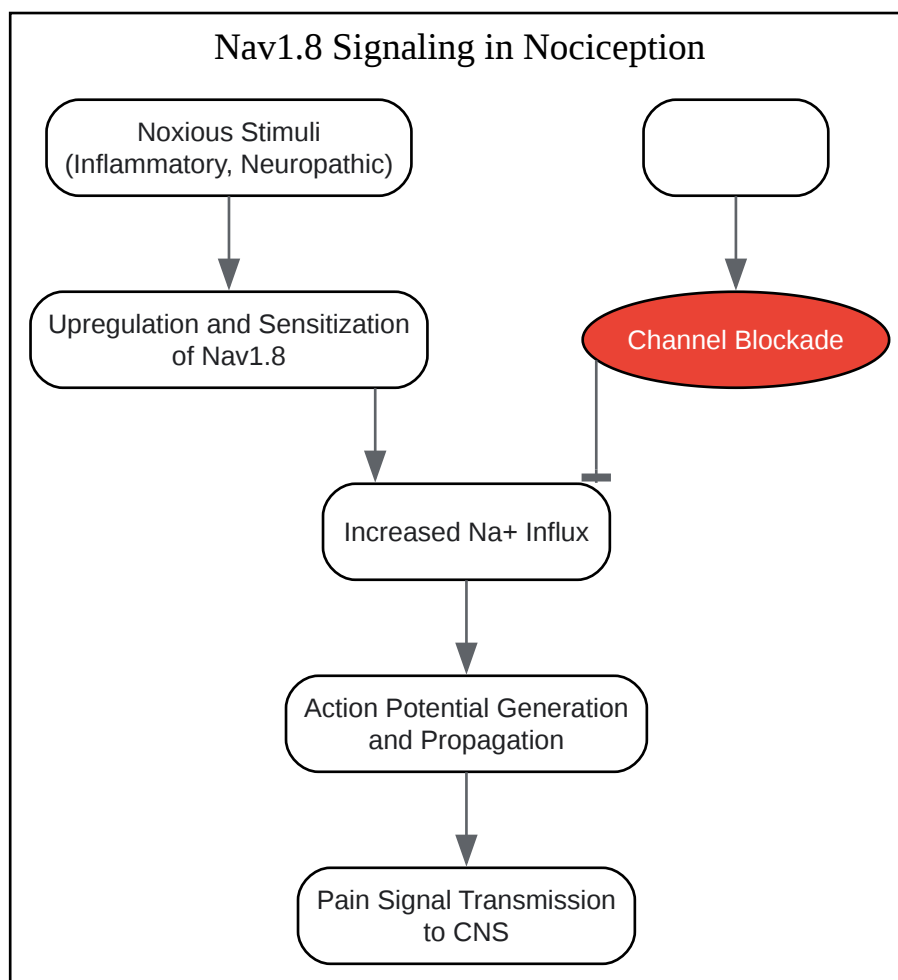 Nav1.8 Signaling in Nociception
Noxious Stimuli
(Inflammatory, Neuropathic)
Upregulation and Sensitization
of Nav1.8
Channel Blockade
Increased Na+ Influx
Action Potential Generation
and Propagation
Pain Signal Transmission
to CNS